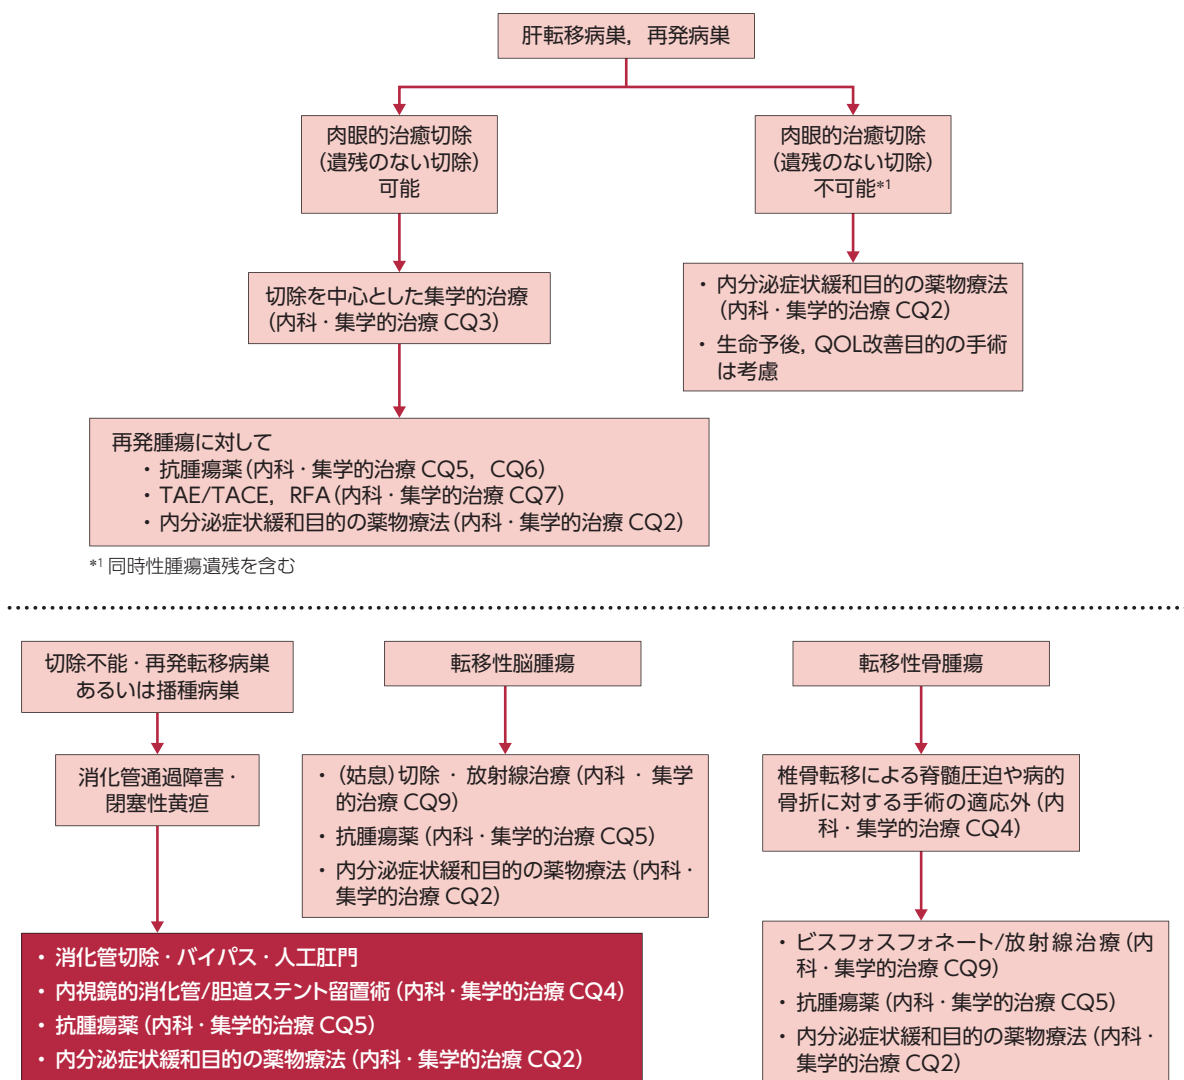 肝転移病巣，再発病巣
肉眼的治癒切除
（遺残のない切除）
可能
肉眼的治癒切除
（遺残のない切除）
不可能*1
切除を中心とした集学的治療
（内科・集学的治療 CQ3）
・内分泌症状緩和目的の薬物療法
（内科・集学的治療 CQ2）
・生命予後，QOL改善目的の手術
は考慮
再発腫瘍に対して
・抗腫瘍薬（内科・集学的治療 CQ5，CQ6）
・TAE/TACE，RFA（内科・集学的治療 CQ7）
・内分泌症状緩和目的の薬物療法（内科・集学的治療 CQ2）
*1 同時性腫瘍遺残を含む
切除不能・再発転移病巣
あるいは播種病巣
消化管通過障害・
閉塞性黄疸
・消化管切除・バイパス・人工肛門
・内視鏡的消化管/胆道ステント留置術（内科・集学的治療 CQ4）
・抗腫瘍薬（内科・集学的治療 CQ5）
・内分泌症状緩和目的の薬物療法（内科・集学的治療 CQ2）
転移性脳腫瘍
・（姑息）切除・放射線治療（内科・集学
的治療 CQ9）
・抗腫瘍薬（内科・集学的治療 CQ5）
・内分泌症状緩和目的の薬物療法（内科・
集学的治療 CQ2）
転移性骨腫瘍
椎骨転移による脊髄圧迫や病的
骨折に対する手術の適応外（内
科・集学的治療 CQ4）
・ビスフォスフォネート/放射線治療（内
科・集学的治療 CQ9）
・抗腫瘍薬（内科・集学的治療 CQ5）
・内分泌症状緩和目的の薬物療法（内科・
集学的治療 CQ2）